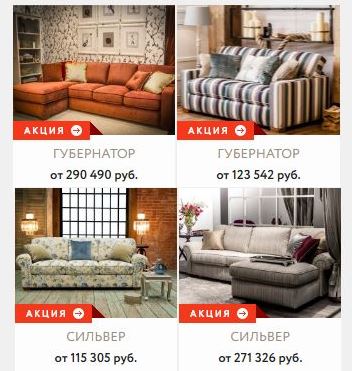 АКЦИЯ
АКЦИЯ
ГУБЕРНАТОР
ГУБЕРНАТОР
от 290 490 руб.
от 123 542 руб.
АКЦИЯ
АКЦИЯ
СИЛЬВЕР
СИЛЬВЕР
от 115 305 руб.
от 271 326 руб.